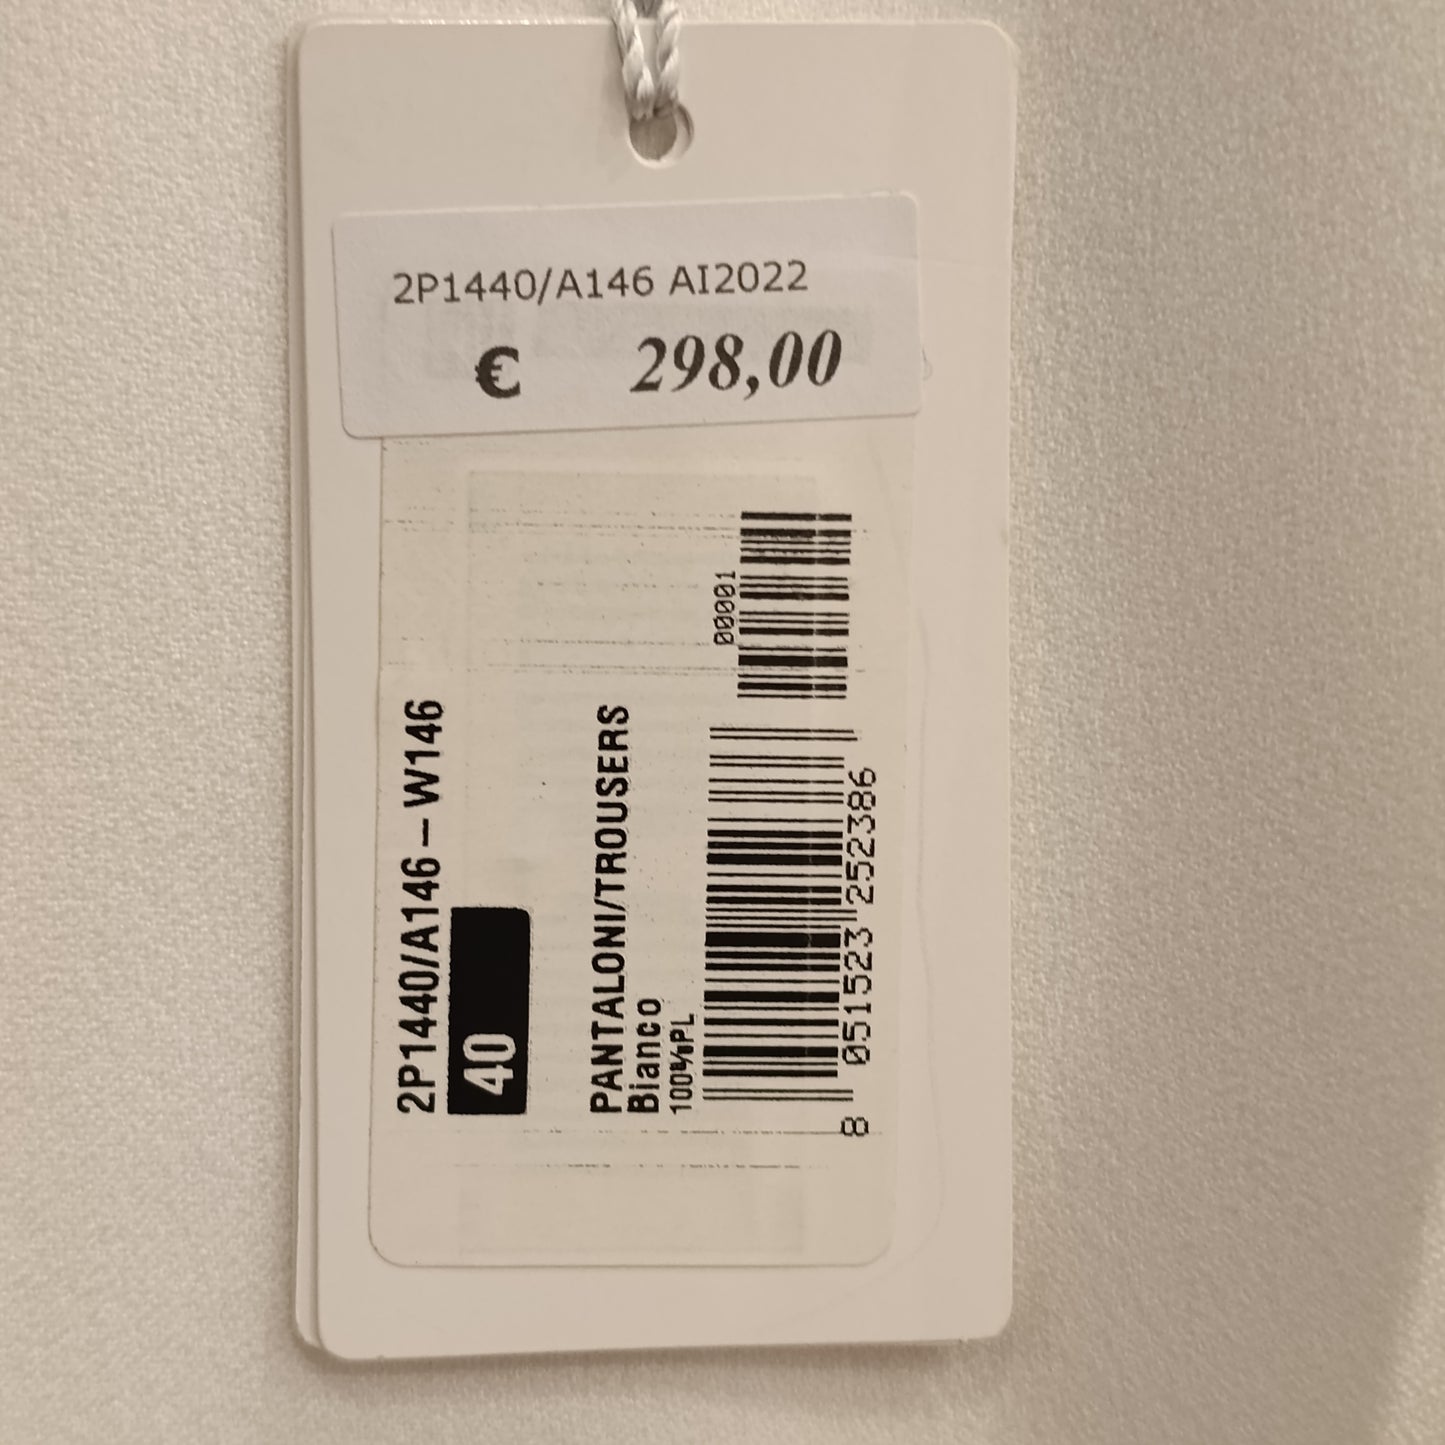 2P1440/A146 AI2022
€ 298,00
2P1440/A146 – W146
40
PANTALONI/TROUSERS
Bianco
100%PL
00001
8 051523 252386